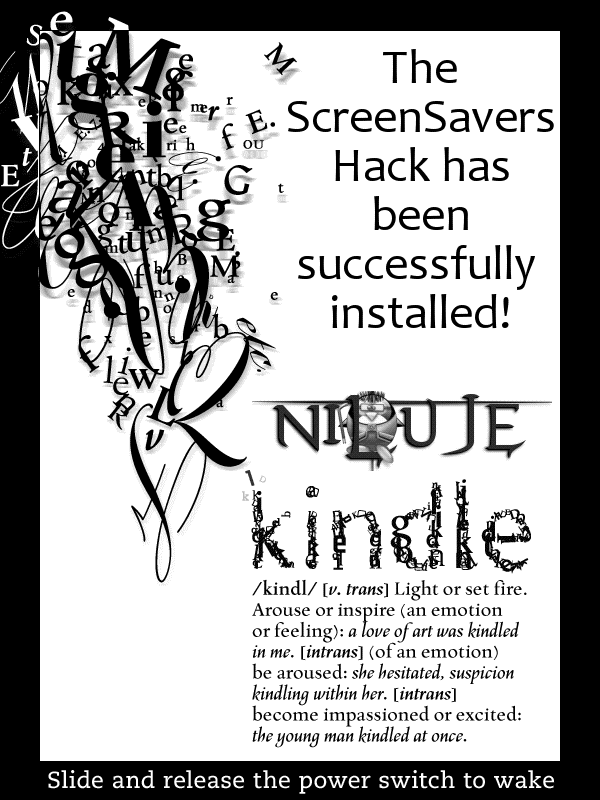 The
ScreenSavers
Hack has
been
successfully
installed!
NiLuJe
kindle
/kindl/ [v. trans] Light or set fire.
Arouse or inspire (an emotion
or feeling): a love of art was kindled
in me. [intrans] (of an emotion)
be aroused: she hesitated, suspicion
kindling within her. [intrans]
become impassioned or excited:
the young man kindled at once.
Slide and release the power switch to wake